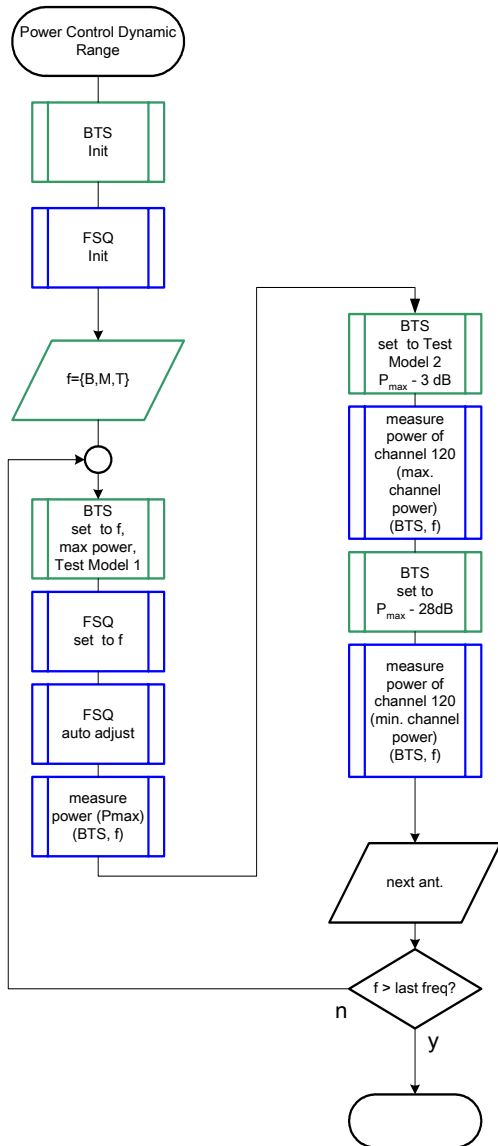 Power Control Dynamic
Range
BTS
Init
FSQ
Init
f={B,M,T}
BTS
set to f,
max power,
Test Model 1
FSQ
set to f
FSQ
auto adjust
measure
power (Pmax)
(BTS, f)
BTS
set to Test
Model 2
Pmax - 3 dB
measure
power of
channel 120
(max.
channel
power)
(BTS, f)
BTS
set to
Pmax - 28dB
measure
power of
channel 120
(min. channel
power)
(BTS, f)
next ant.
f > last freq?
n
y